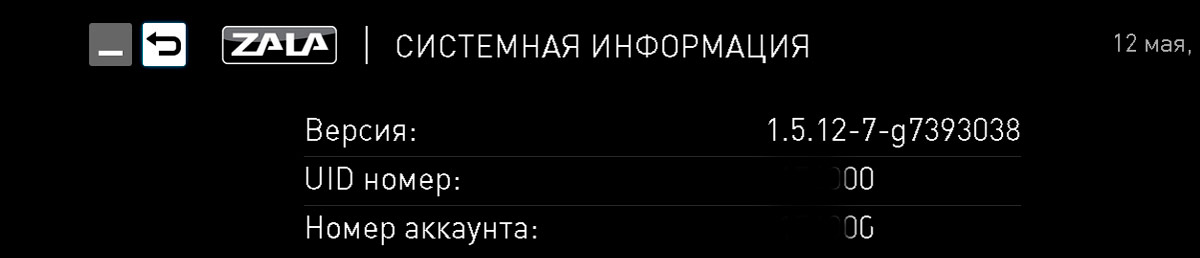 ZALA | СИСТЕМНАЯ ИНФОРМАЦИЯ 12 мая,
Версия: 1.5.12-7-g7393038
UID номер:
Номер аккаунта: